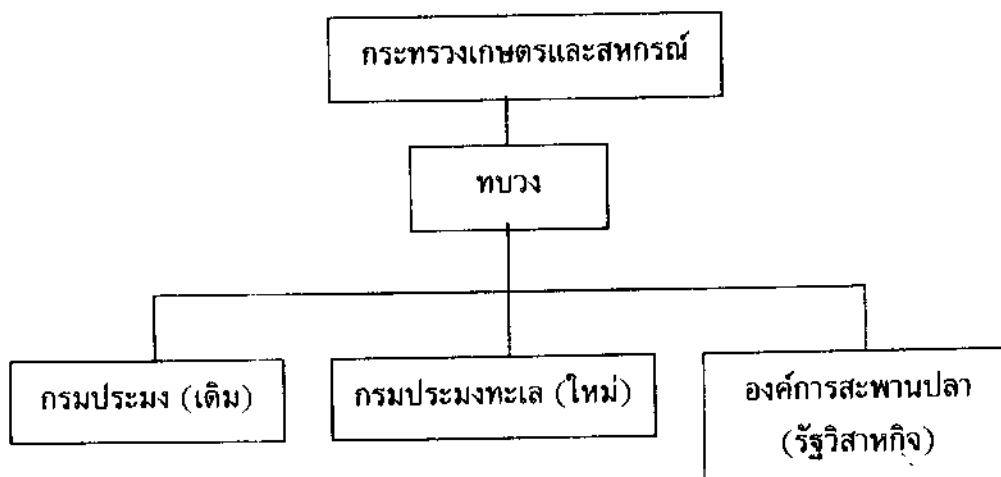 กระทรวงเกษตรและสหกรณ์
ทบวง
กรมประมง (เดิม)
กรมประมงทะเล (ใหม่)
องค์การสะพานปลา
(รัฐวิสาหกิจ)